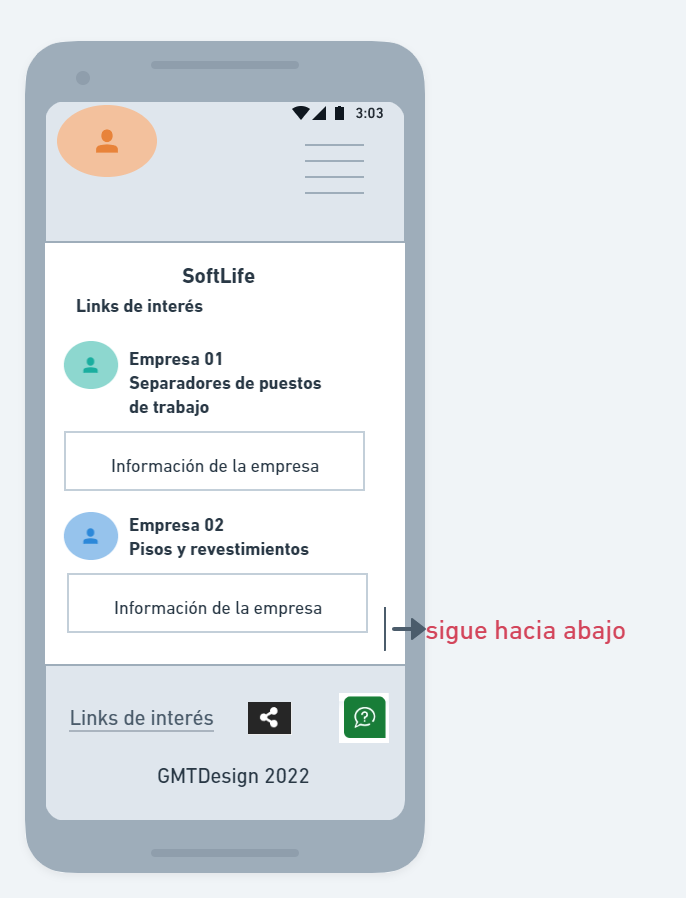 3:03
SoftLife
Links de interés
Empresa 01
Separadores de puestos
de trabajo
Información de la empresa
Empresa 02
Pisos y revestimientos
Información de la empresa
sigue hacia abajo
Links de interés
GMTDesign 2022